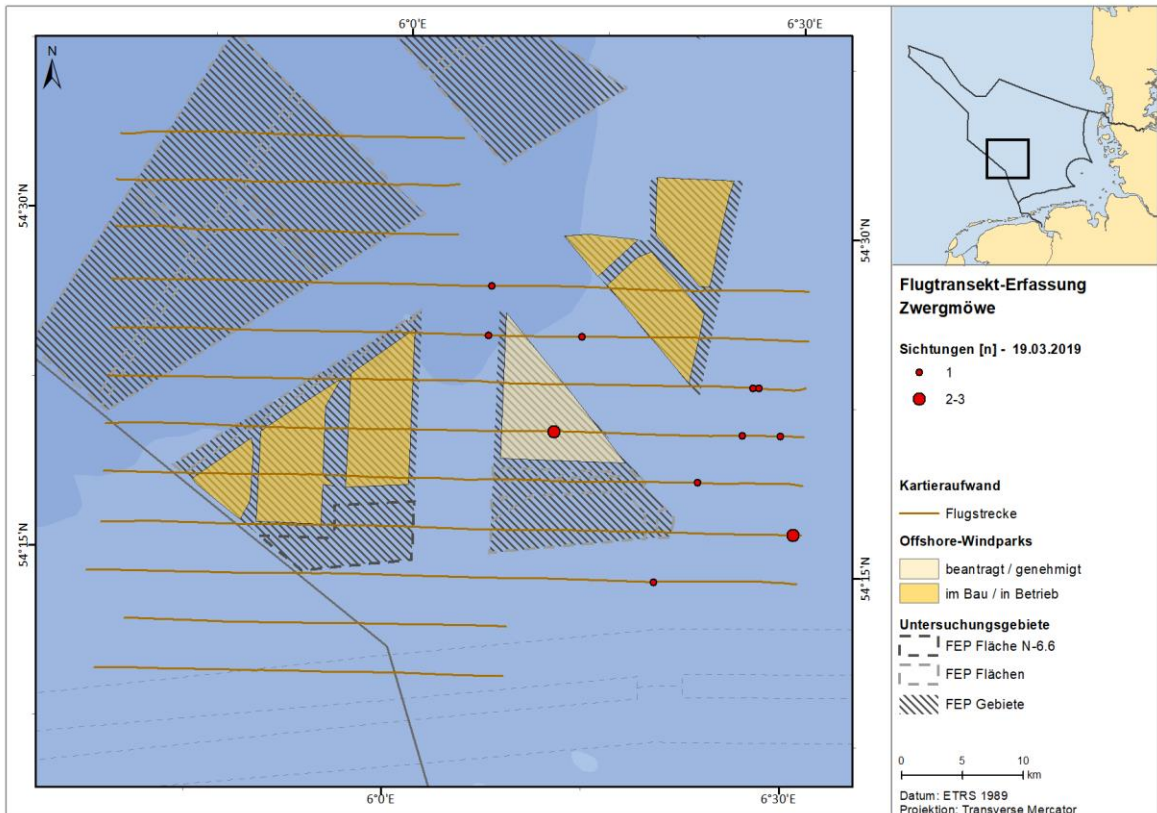 6°0'E
6°30'E
N
54°30'N
54°30'N
54°15'N
54°15'N
6°0'E
6°30'E
Flugtransekt-Erfassung
Zwergmöwe
Sichtungen [n] - 19.03.2019
1
2-3
Kartieraufwand
Flugstrecke
Offshore-Windparks
beantragt / genehmigt
im Bau / in Betrieb
Untersuchungsgebiete
FEP Fläche N-6.6
FEP Flächen
FEP Gebiete
0 5 10
km
Datum: ETRS 1989
Projektion: Transverse Mercator